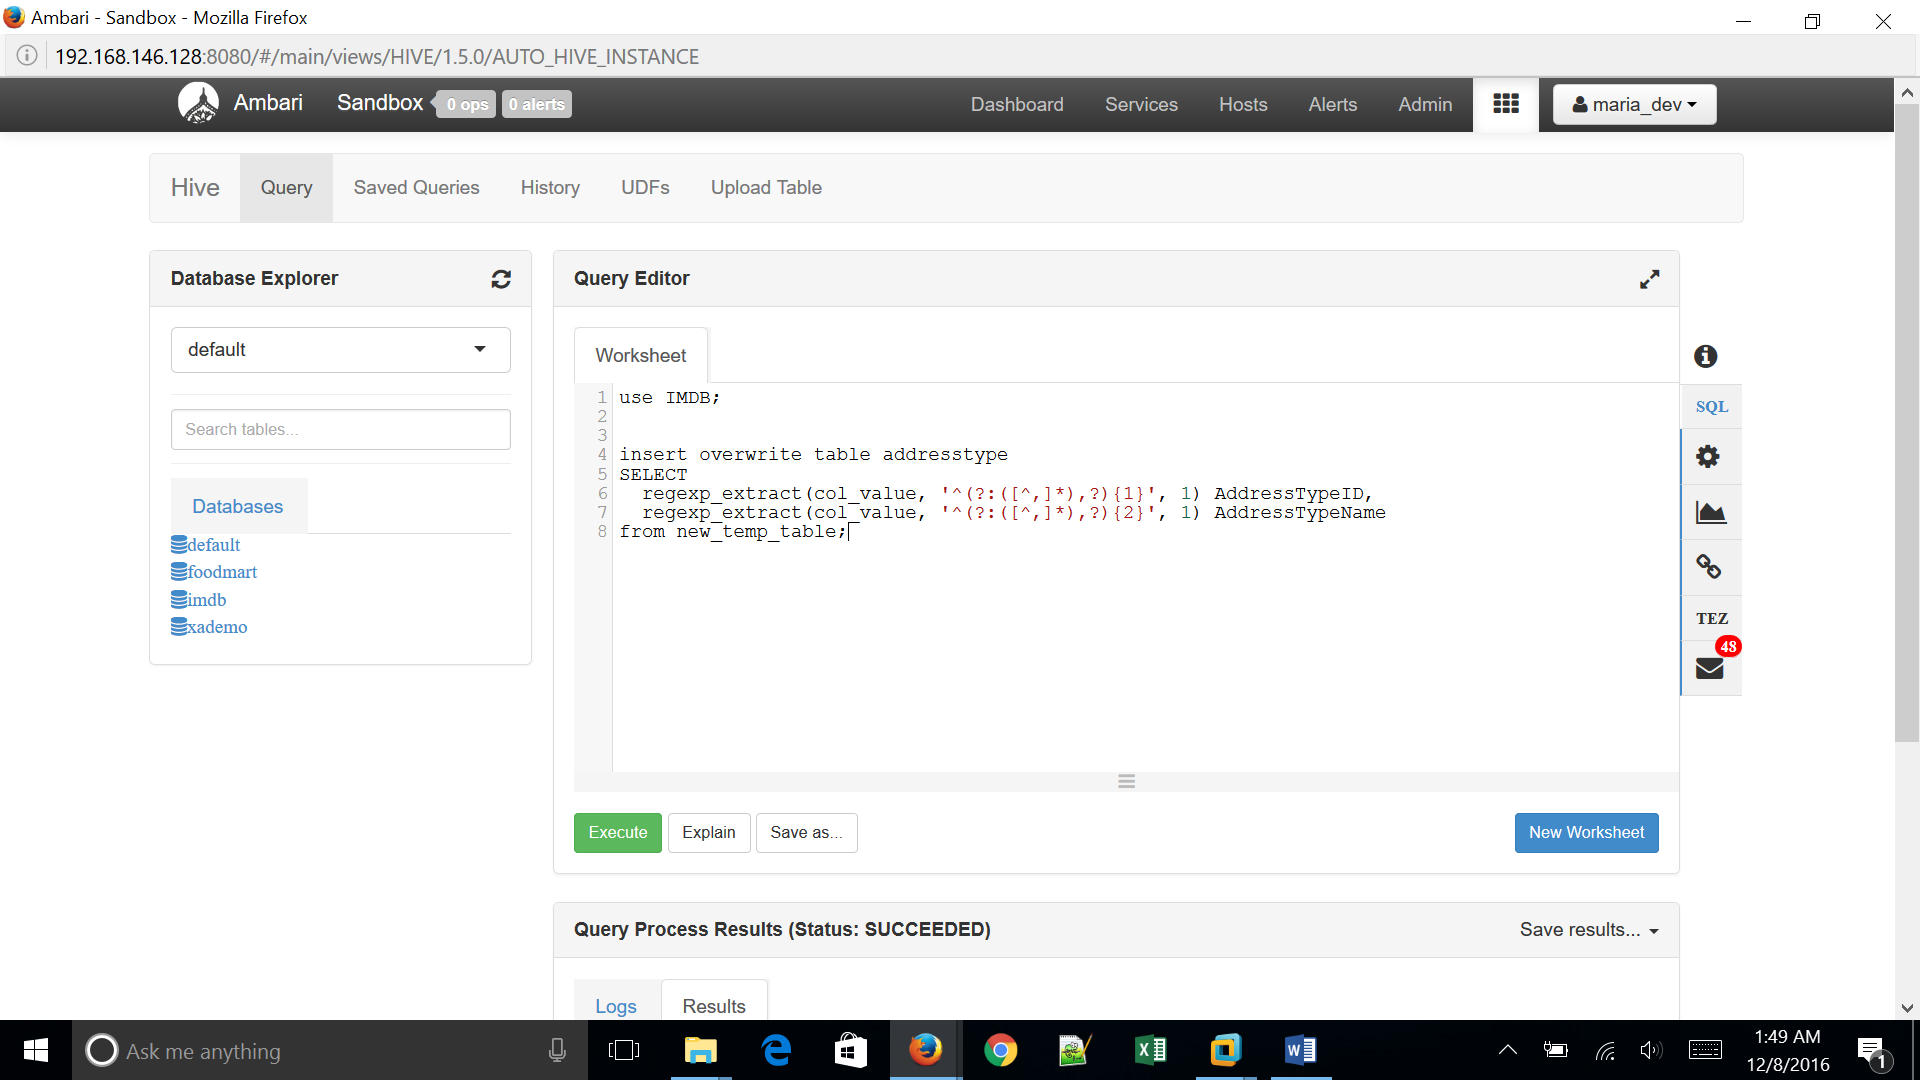 Ambari - Sandbox - Mozilla Firefox
192.168.146.128:8080/#/main/views/HIVE/1.5.0/AUTO_HIVE_INSTANCE
Ambari Sandbox 0 ops 0 alerts Dashboard Services Hosts Alerts Admin maria_dev
Hive Query Saved Queries History UDFs Upload Table
Database Explorer
default
Search tables...
Databases
default
foodmart
imdb
xademo
Query Editor
Worksheet
1 use IMDB;
2
3
4 insert overwrite table addresstype
5 SELECT
6 regexp_extract(col_value, '^(?:([^,]*),?){1}', 1) AddressTypeID,
7 regexp_extract(col_value, '^(?:([^,]*),?){2}', 1) AddressTypeName
8 from new_temp_table;
SQL
TEZ
48
Execute Explain Save as... New Worksheet
Query Process Results (Status: SUCCEEDED) Save results...
Logs Results
Ask me anything
1:49 AM
12/8/2016
1